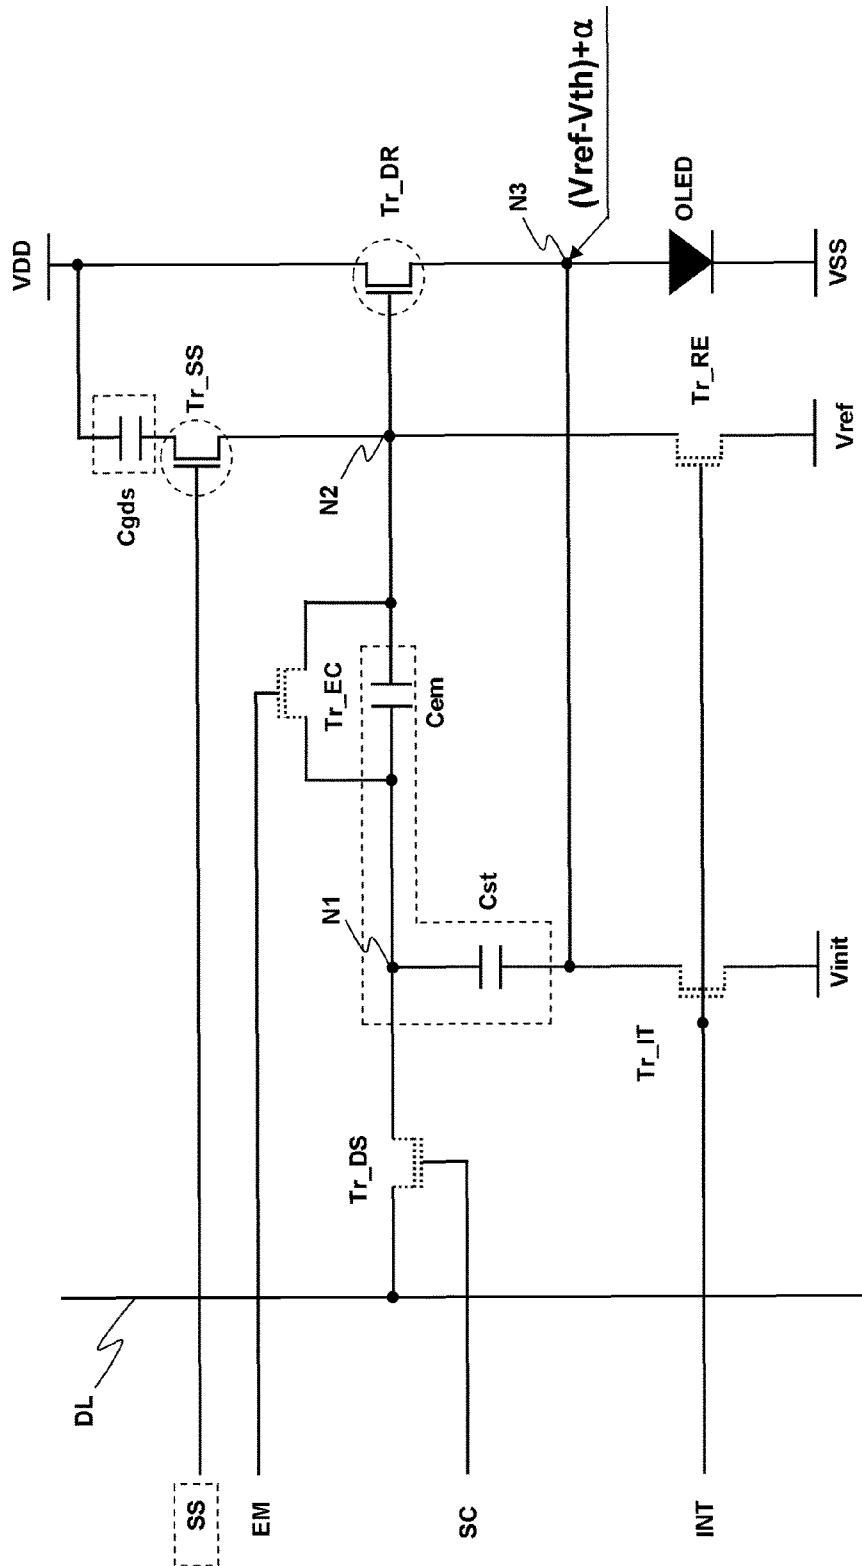 VDD
Cgds
Tr_SS
Tr_DR
N2
N3
(Vref-Vth)+α
OLED
Tr_EC
Cem
Tr_RE
VSS
Vref
N1
Cst
Tr_IT
Vinit
Tr_DS
DL
SS
EM
SC
INT